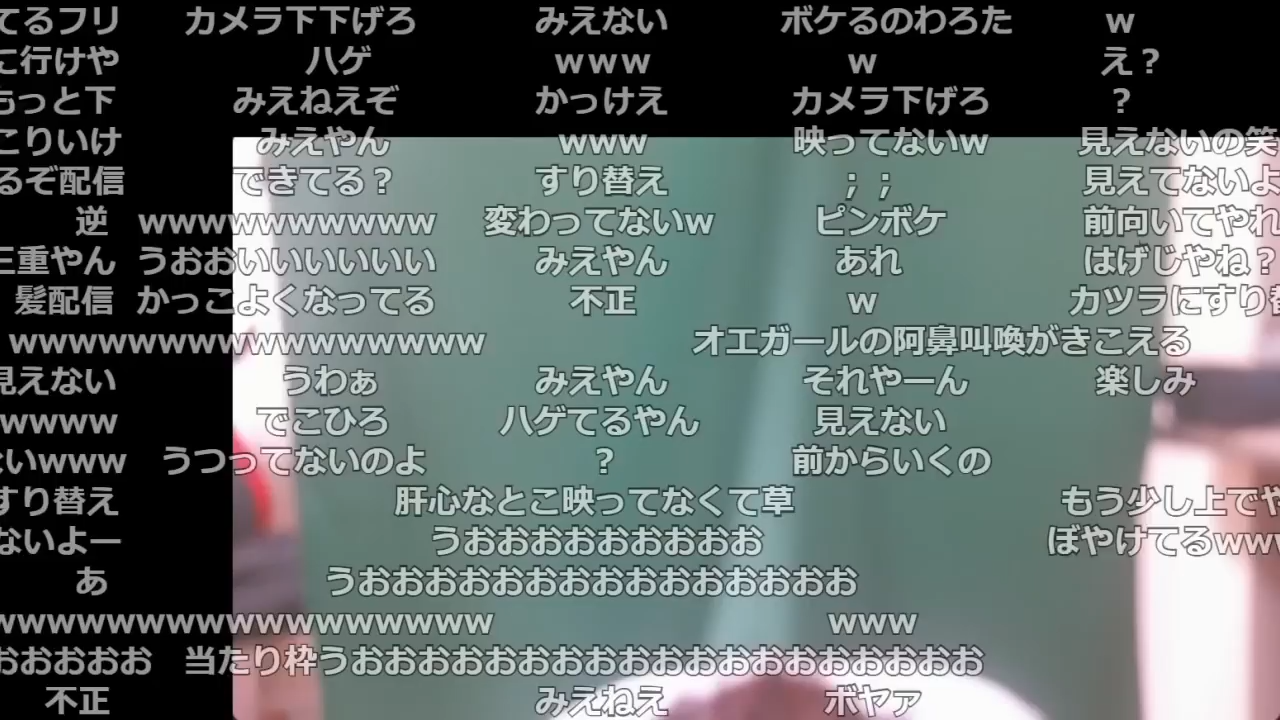 てるフリ カメラ下下げろ みえない ボケるのわろた w
に行けや ハゲ www w え？
もっと下 みえねえぞ かっけえ カメラ下げろ ？
こりいけ みえやん www 映ってないw 見えないの笑
るぞ配信 できてる？ すり替え ；； 見えてないよ
逆 wwwwwwwwwww 変わってないw ピンボケ 前向いてやれ
三重やん うおおいいいいいい みえやん あれ はげじやね？
髪配信 かっこよくなってる 不正 w カツラにすり替
wwwwwwwwwwwwwwww オエガールの阿鼻叫喚がきこえる
見えない うわぁ みえやん それやーん 楽しみ
wwww でこひろ ハゲてるやん 見えない
いwww うつってないのよ ？ 前からいくの
すり替え 肝心なとこ映ってなくて草 もう少し上でや
ないよー うおおおおおおおおお ぼやけてるww
あ うおおおおおおおおおおおおおおお
wwwwwwwwwwwwwwwww www
おおおおお 当たり枠 うおおおおおおおおおおおおおおおおおおお
不正 みえねえ ボヤァ